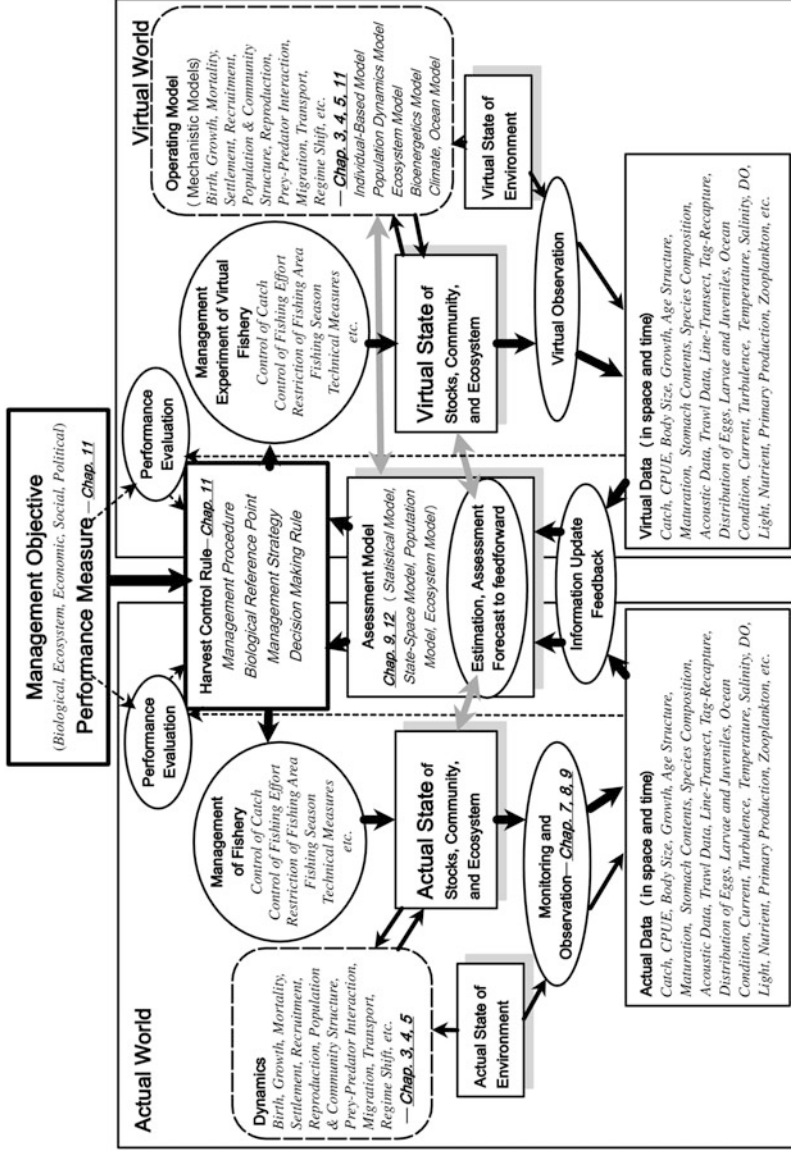 Management Objective
(Biological, Ecosystem, Economic, Social, Political)
Performance Measure — Chap. 11
Actual World
Virtual World
Performance
Evaluation
Performance
Evaluation
Harvest Control Rule— Chap. 11
Management Procedure
Biological Reference Point
Management Strategy
Decision Making Rule
Management
of Fishery
Control of Catch
Control of Fishing Effort
Restriction of Fishing Area
Fishing Season
Technical Measures
etc.
Management
Experiment of Virtual
Fishery
Control of Catch
Control of Fishing Effort
Restriction of Fishing Area
Fishing Season
Technical Measures
etc.
Dynamics
Birth, Growth, Mortality,
Settlement, Recruitment,
Reproduction, Population
& Community Structure,
Prey-Predator Interaction,
Migration, Transport,
Regime Shift, etc.
— Chap. 3, 4, 5
Actual State of
Stocks, Community,
and Ecosystem
Asessment Model
Chap. 9, 12 ( Statistical Model,
State-Space Model, Population
Model, Ecosystem Model)
Estimation, Assessment
Forecast to feedforward
Virtual State of
Stocks, Community,
and Ecosystem
Operating Model
( Mechanistic Models)
Birth, Growth, Mortality,
Settlement, Recruitment,
Population & Community
Structure, Reproduction,
Prey-Predator Interaction,
Migration, Transport,
Regime Shift, etc.
— Chap. 3, 4, 5, 11
Individual-Based Model
Population Dynamics Model
Ecosystem Model
Bioenergetics Model
Climate, Ocean Model
Actual State of
Environment
Monitoring and
Observation— Chap. 7, 8, 9
Information Update
Feedback
Virtual Observation
Virtual State of
Environment
Actual Data ( in space and time)
Catch, CPUE, Body Size, Growth, Age Structure,
Maturation, Stomach Contents, Species Composition,
Acoustic Data, Trawl Data, Line-Transect, Tag-Recapture,
Distribution of Eggs, Larvae and Juveniles, Ocean
Condition, Current, Turbulence, Temperature, Salinity, DO,
Light, Nutrient, Primary Production, Zooplankton, etc.
Virtual Data ( in space and time)
Catch, CPUE, Body Size, Growth, Age Structure,
Maturation, Stomach Contents, Species Composition,
Acoustic Data, Trawl Data, Line-Transect, Tag-Recapture,
Distribution of Eggs, Larvae and Juveniles, Ocean
Condition, Current, Turbulence, Temperature, Salinity, DO,
Light, Nutrient, Primary Production, Zooplankton, etc.